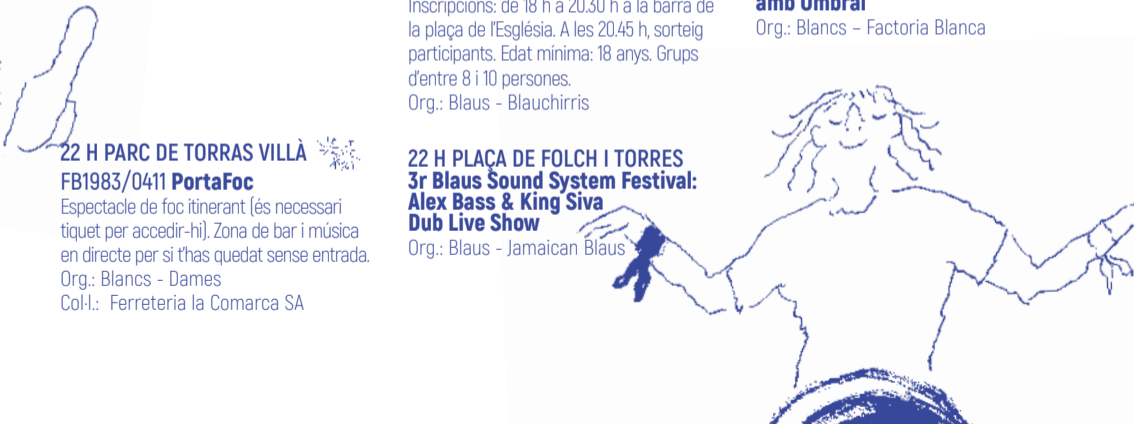 22 H PARC DE TORRAS VILLÀ
FB1983/0411 PortaFoc
Espectacle de foc itinerant (és necessari
tiquet per accedir-hi). Zona de bar i música
en directe per si t'has quedat sense entrada.
Org.: Blancs - Dames
Col·l.: Ferreteria la Comarca SA
Inscripcions: de 18 h a 20.30 h a la barra de
la plaça de l'Església. A les 20.45 h, sorteig
participants. Edat mínima: 18 anys. Grups
d'entre 8 i 10 persones.
Org.: Blaus - Blauchirris
22 H PLAÇA DE FOLCH I TORRES
3r Blaus Sound System Festival:
Alex Bass & King Siva
Dub Live Show
Org.: Blaus - Jamaican Blaus
amb Umbral
Org.: Blancs – Factoria Blanca